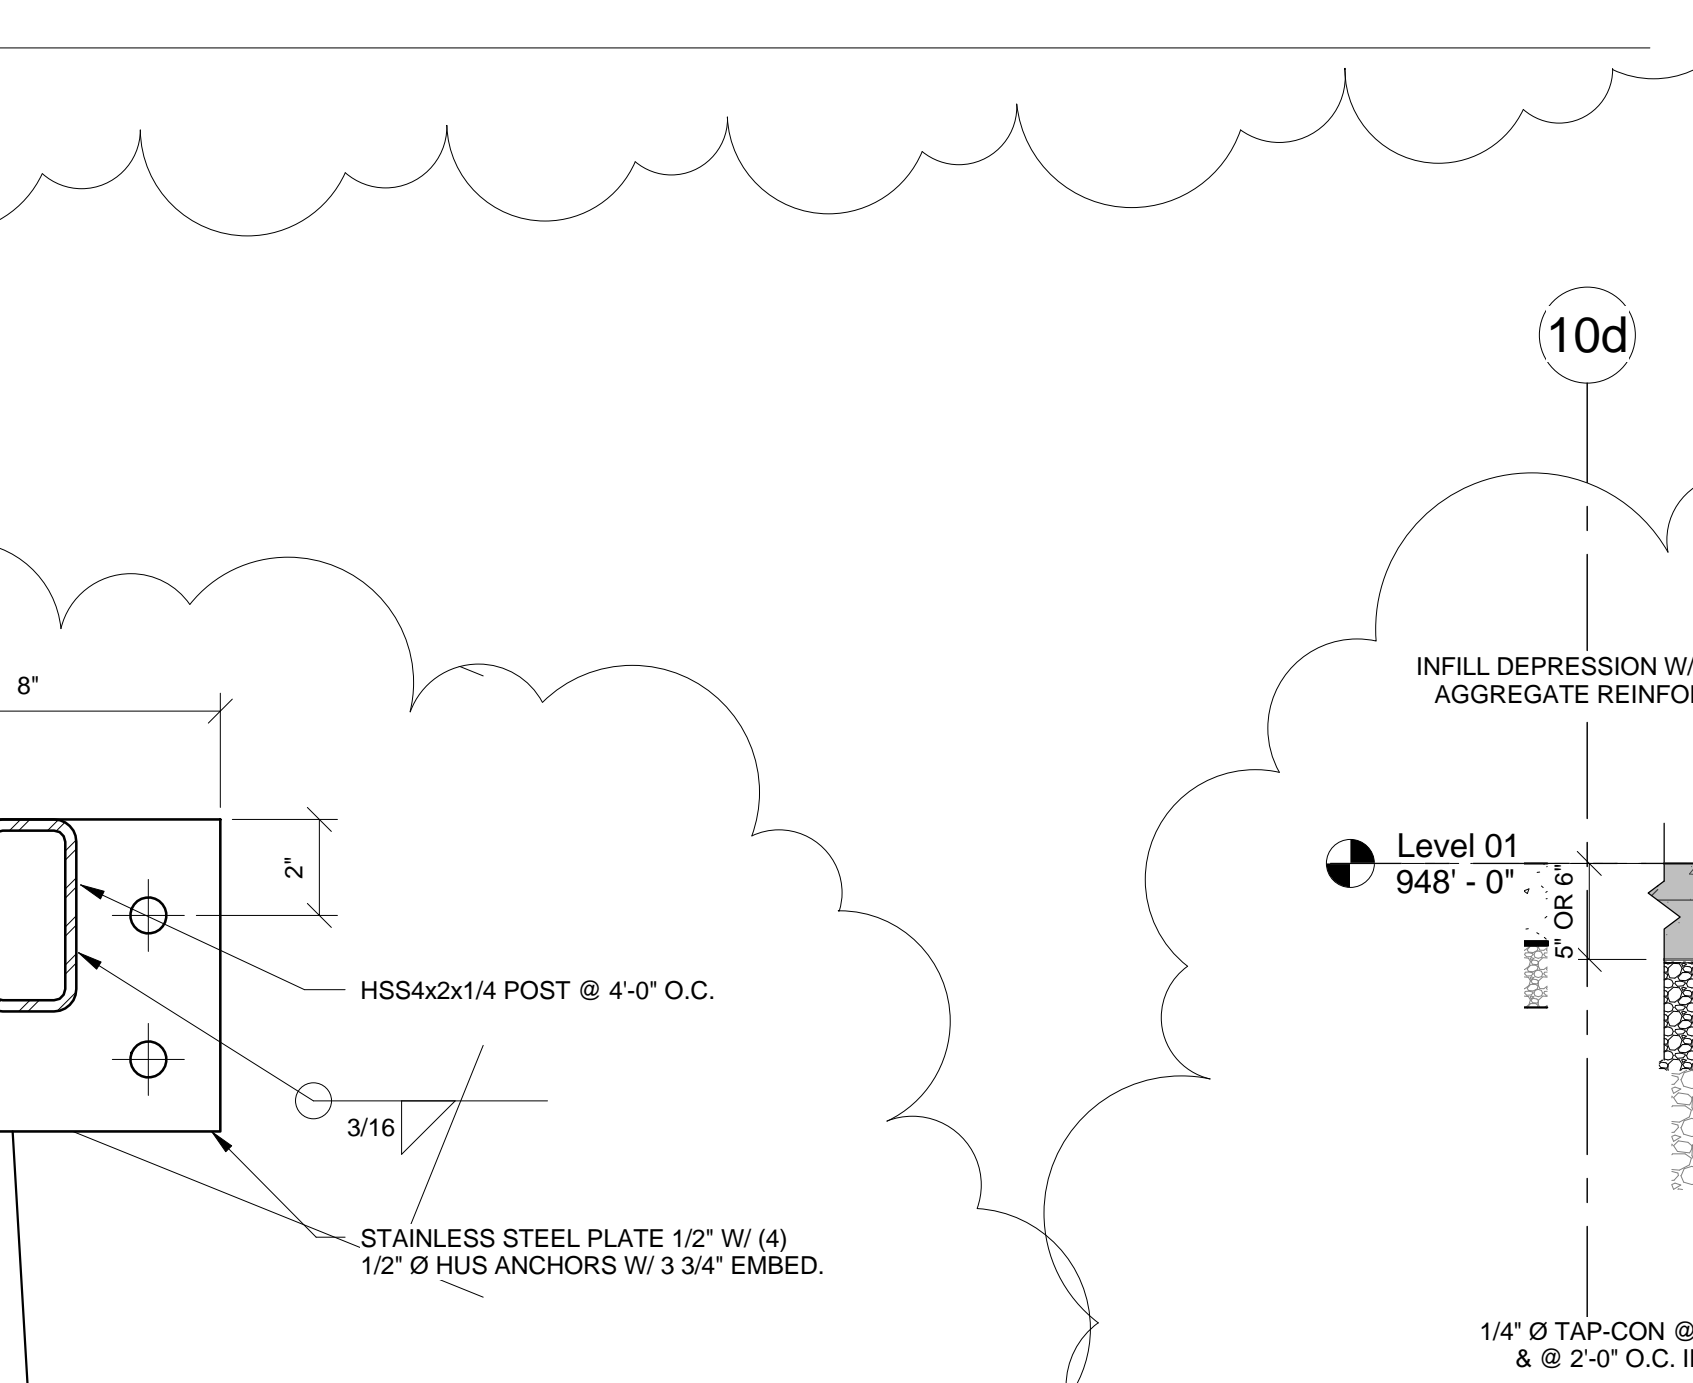 10d
INFILL DEPRESSION W/
AGGREGATE
8"
2"
Level 01
948' - 0"
5" OR 6"
HSS4x2x1/4 POST @ 4'-0" O.C.
3/16
STAINLESS STEEL PLATE 1/2" W/ (4)
1/2" Ø HUS ANCHORS W/ 3 3/4" EMBED.
1/4" Ø TAP-CON @
& @ 2'-0" O.C.